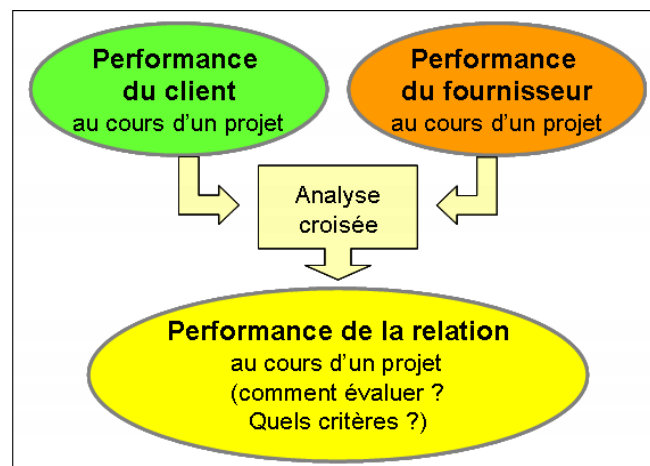 Performance
du client
au cours d'un projet
Performance
du fournisseur
au cours d'un projet
Analyse
croisée
Performance de la relation
au cours d'un projet
(comment évaluer ?
Quels critères ?)